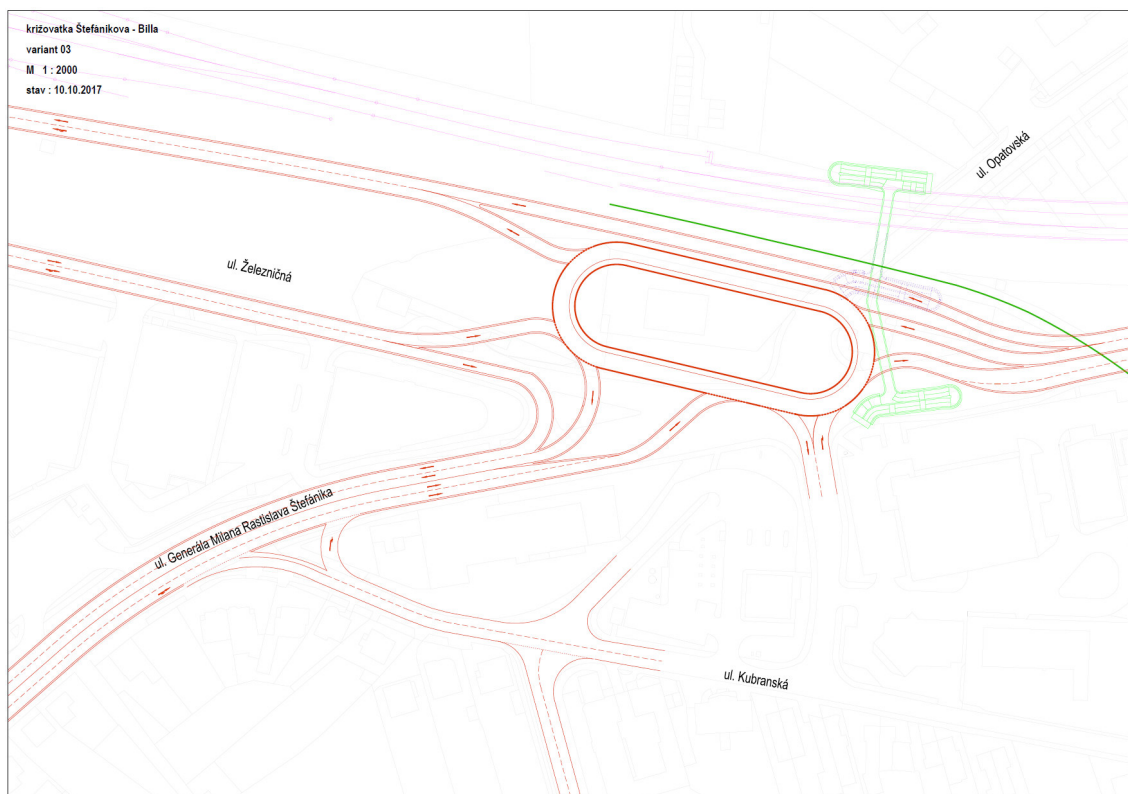 križovatka Štefánikova - Billa
variant 03
M 1 : 2000
stav : 10.10.2017
ul. Opatovská
ul. Železničná
ul. Generála Milana Rastislava Štefánika
ul. Kubranská